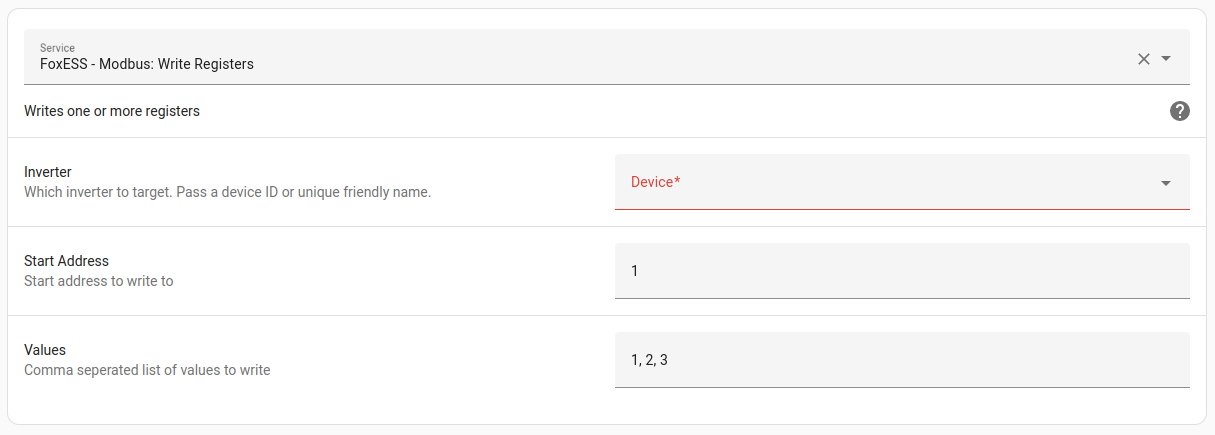 Service
FoxESS - Modbus: Write Registers
Writes one or more registers
Inverter
Which inverter to target. Pass a device ID or unique friendly name.
Device*
Start Address
Start address to write to
1
Values
Comma seperated list of values to write
1, 2, 3